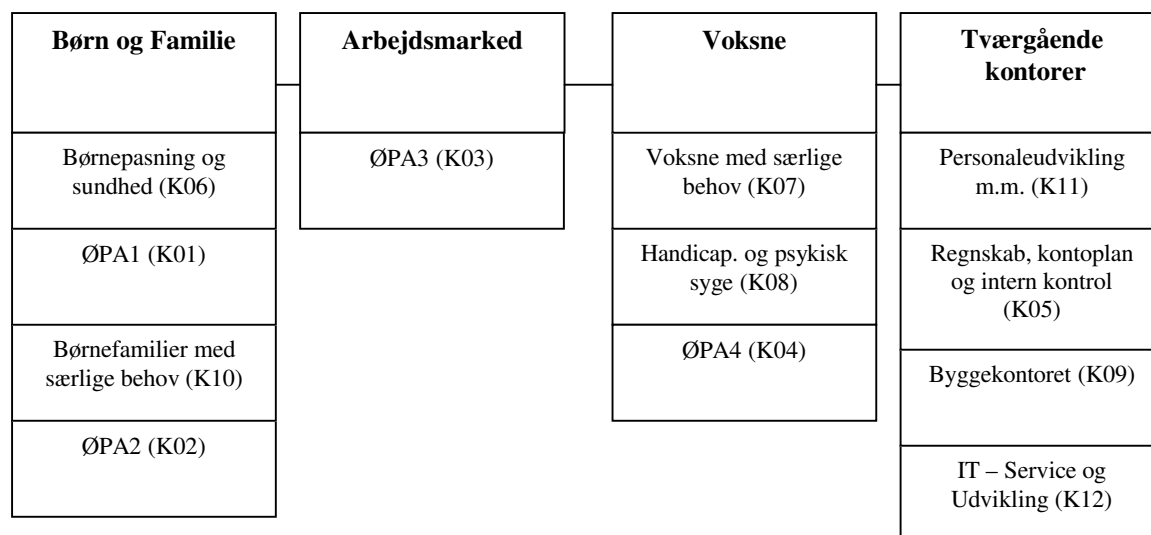 Børn og Familie
Børnepasning og
sundhed (K06)
ØPA1 (K01)
Børnefamilier med
særlige behov (K10)
ØPA2 (K02)
Arbejdsmarked
ØPA3 (K03)
Voksne
Voksne med særlige
behov (K07)
Handicap. og psykisk
syge (K08)
ØPA4 (K04)
Tværgående
kontorer
Personaleudvikling
m.m. (K11)
Regnskab, kontoplan
og intern kontrol
(K05)
Byggekontoret (K09)
IT – Service og
Udvikling (K12)